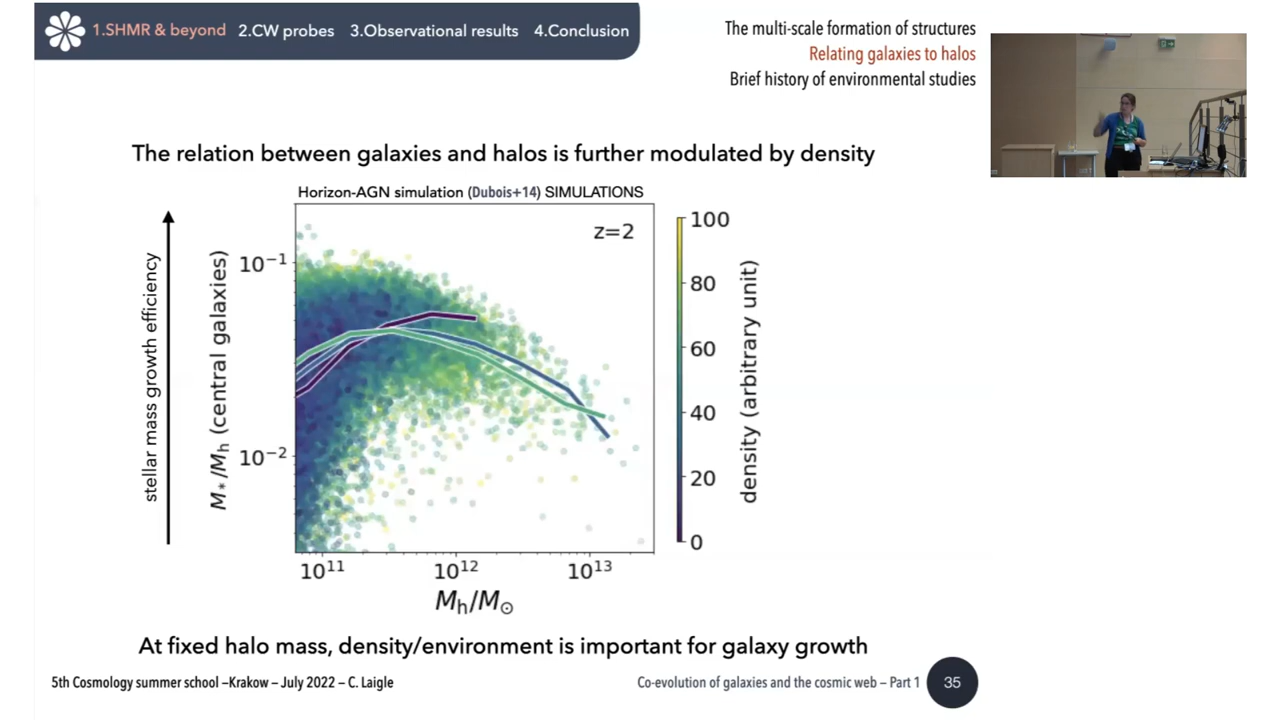 1.SHMR & beyond 2.CW probes 3.Observational results 4.Conclusion
The multi-scale formation of structures
Relating galaxies to halos
Brief history of environmental studies
The relation between galaxies and halos is further modulated by density
Horizon-AGN simulation (Dubois+14) SIMULATIONS
z=2
stellar mass growth efficiency
M*/Mh (central galaxies)
10⁻¹
10⁻²
10¹¹ 10¹² 10¹³
Mh/M⊙
100
80
60
40
20
0
density (arbitrary unit)
At fixed halo mass, density/environment is important for galaxy growth
5th Cosmology summer school –Krakow – July 2022 – C. Laigle
Co-evolution of galaxies and the cosmic web – Part 1 35